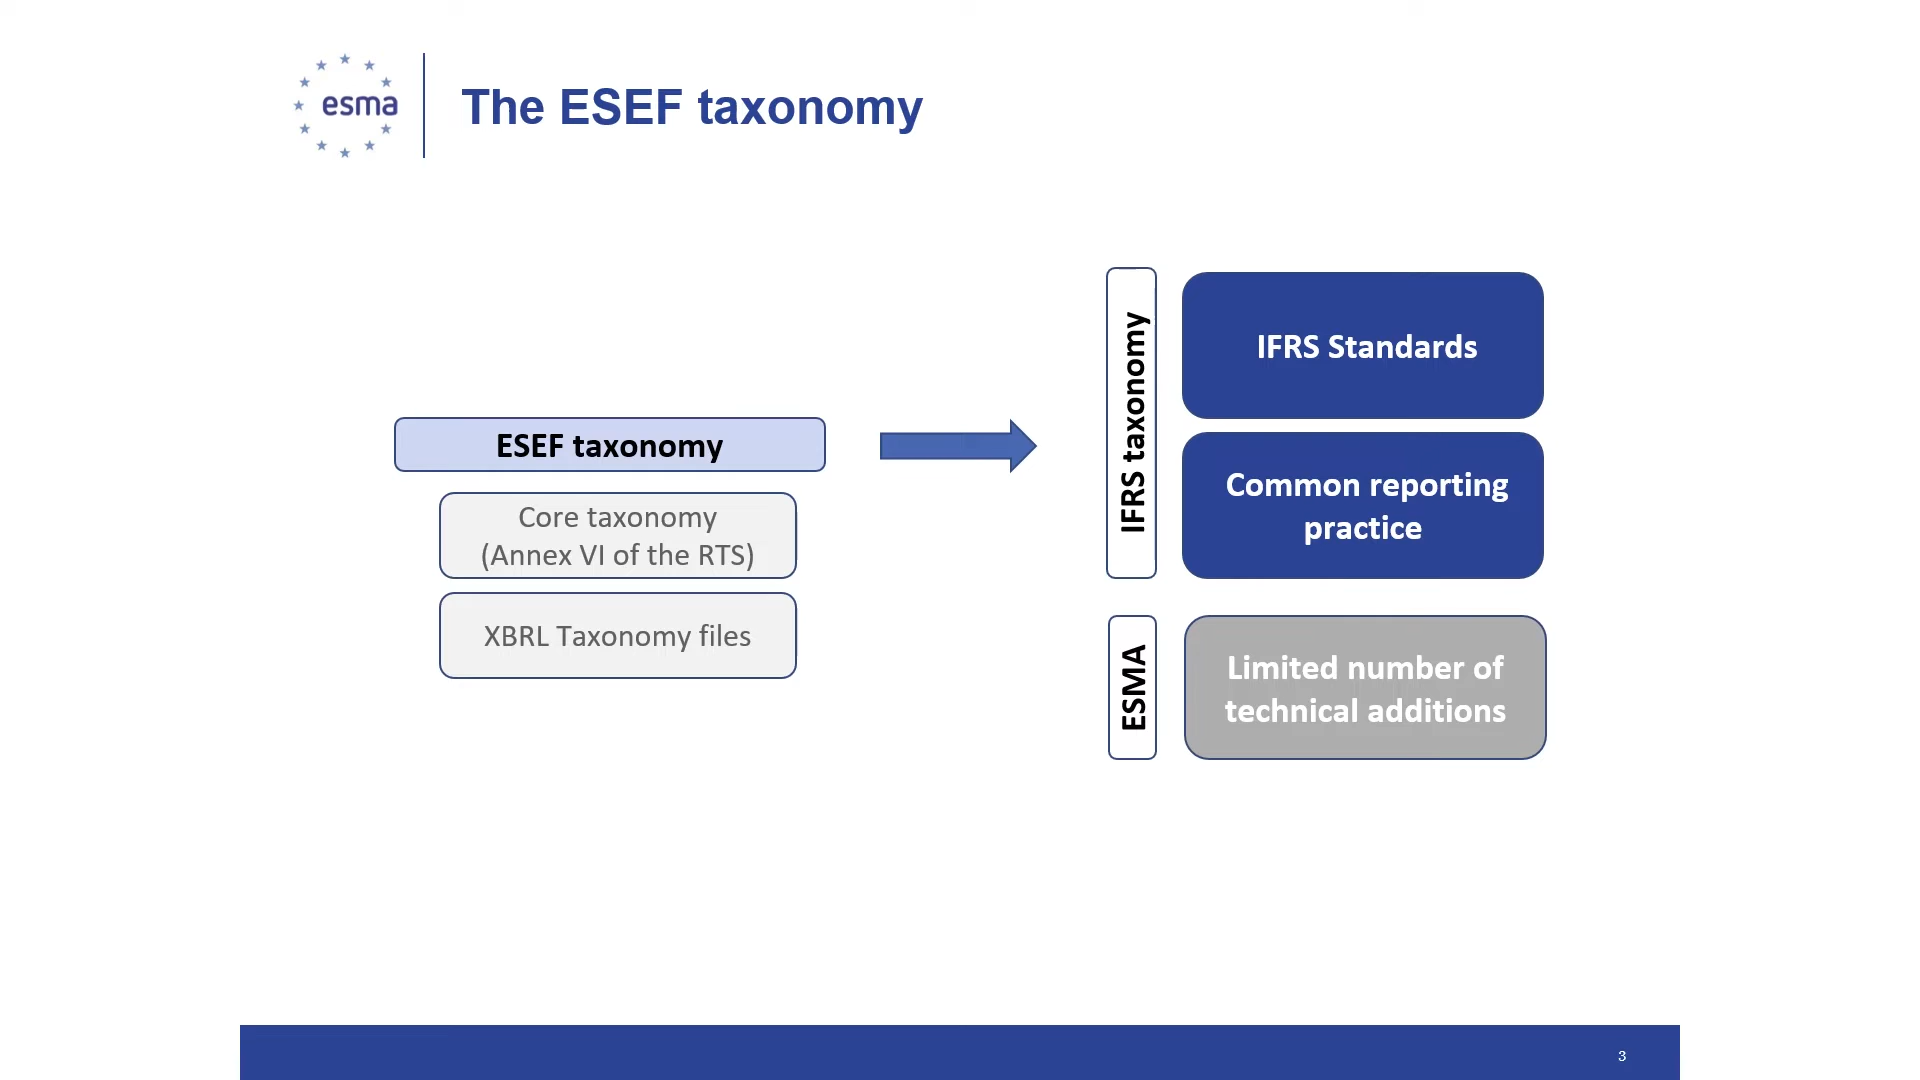 esma
The ESEF taxonomy
ESEF taxonomy
Core taxonomy
(Annex VI of the RTS)
XBRL Taxonomy files
IFRS taxonomy
IFRS Standards
Common reporting
practice
ESMA
Limited number of
technical additions
3